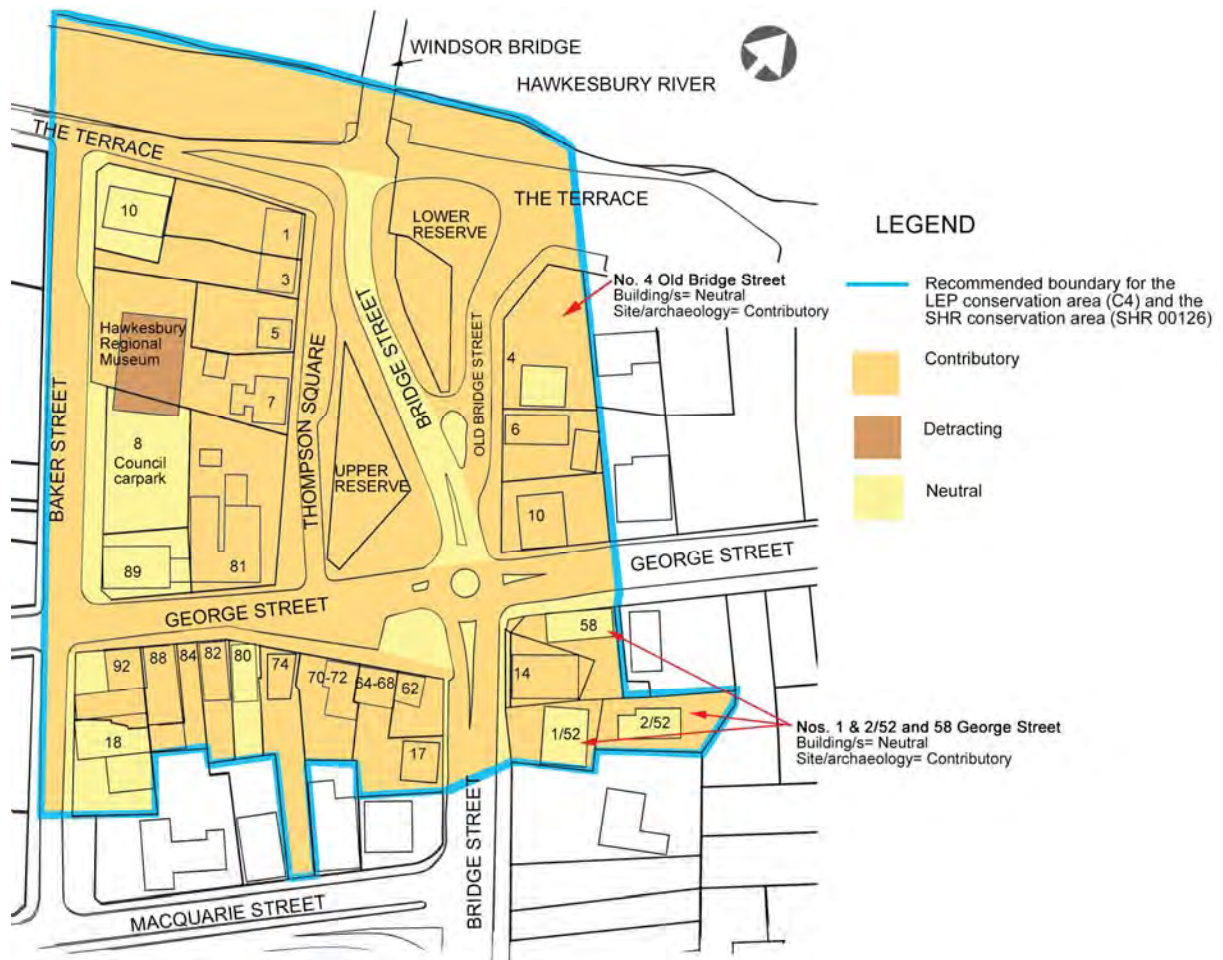 WINDSOR BRIDGE
HAWKESBURY RIVER
THE TERRACE
THE TERRACE
10
1
LOWER
RESERVE
3
No. 4 Old Bridge Street
Building/s= Neutral
Site/archaeology= Contributory
Hawkesbury
Regional
Museum
5
4
BRIDGE STREET
OLD BRIDGE STREET
7
6
8
Council
carpark
THOMPSON SQUARE
UPPER
RESERVE
BAKER STREET
10
89
81
GEORGE STREET
GEORGE STREET
58
92
88
84
82
80
74
70-72
64-68
62
14
18
17
1/52
2/52
Nos. 1 & 2/52 and 58 George Street
Building/s= Neutral
Site/archaeology= Contributory
BRIDGE STREET
MACQUARIE STREET
LEGEND
Recommended boundary for the
LEP conservation area (C4) and the
SHR conservation area (SHR 00126)
Contributory
Detracting
Neutral